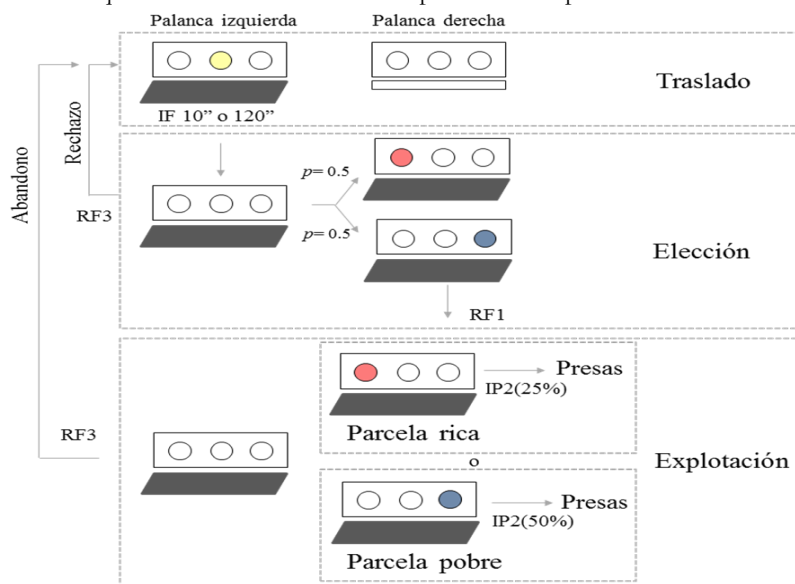 Palanca izquierda
Palanca derecha
Traslado
IF 10” o 120”
Rechazo
Abandono
RF3
p= 0.5
p= 0.5
Elección
RF1
Presas
IP2(25%)
Parcela rica
RF3
o
Explotación
Presas
IP2(50%)
Parcela pobre